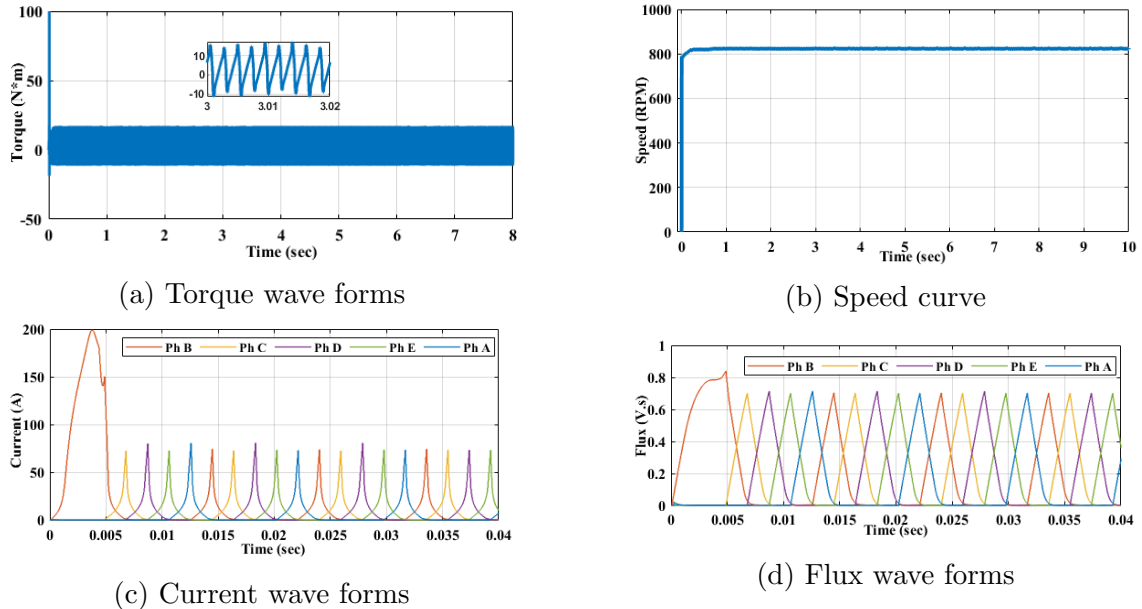 100
50
0
-50
Torque (N*m)
10
0
-10
3 3.01 3.02
0 1 2 3 4 5 6 7 8
Time (sec)
(a) Torque wave forms
1000
800
600
400
200
0
Speed (RPM)
0 1 2 3 4 5 6 7 8 9 10
Time (sec)
(b) Speed curve
200
150
100
50
0
Current (A)
Ph B Ph C Ph D Ph E Ph A
0 0.005 0.01 0.015 0.02 0.025 0.03 0.035 0.04
Time (sec)
(c) Current wave forms
1
0.8
0.6
0.4
0.2
0
Flux (V.s)
Ph B Ph C Ph D Ph E Ph A
0 0.005 0.01 0.015 0.02 0.025 0.03 0.035 0.04
Time (sec)
(d) Flux wave forms